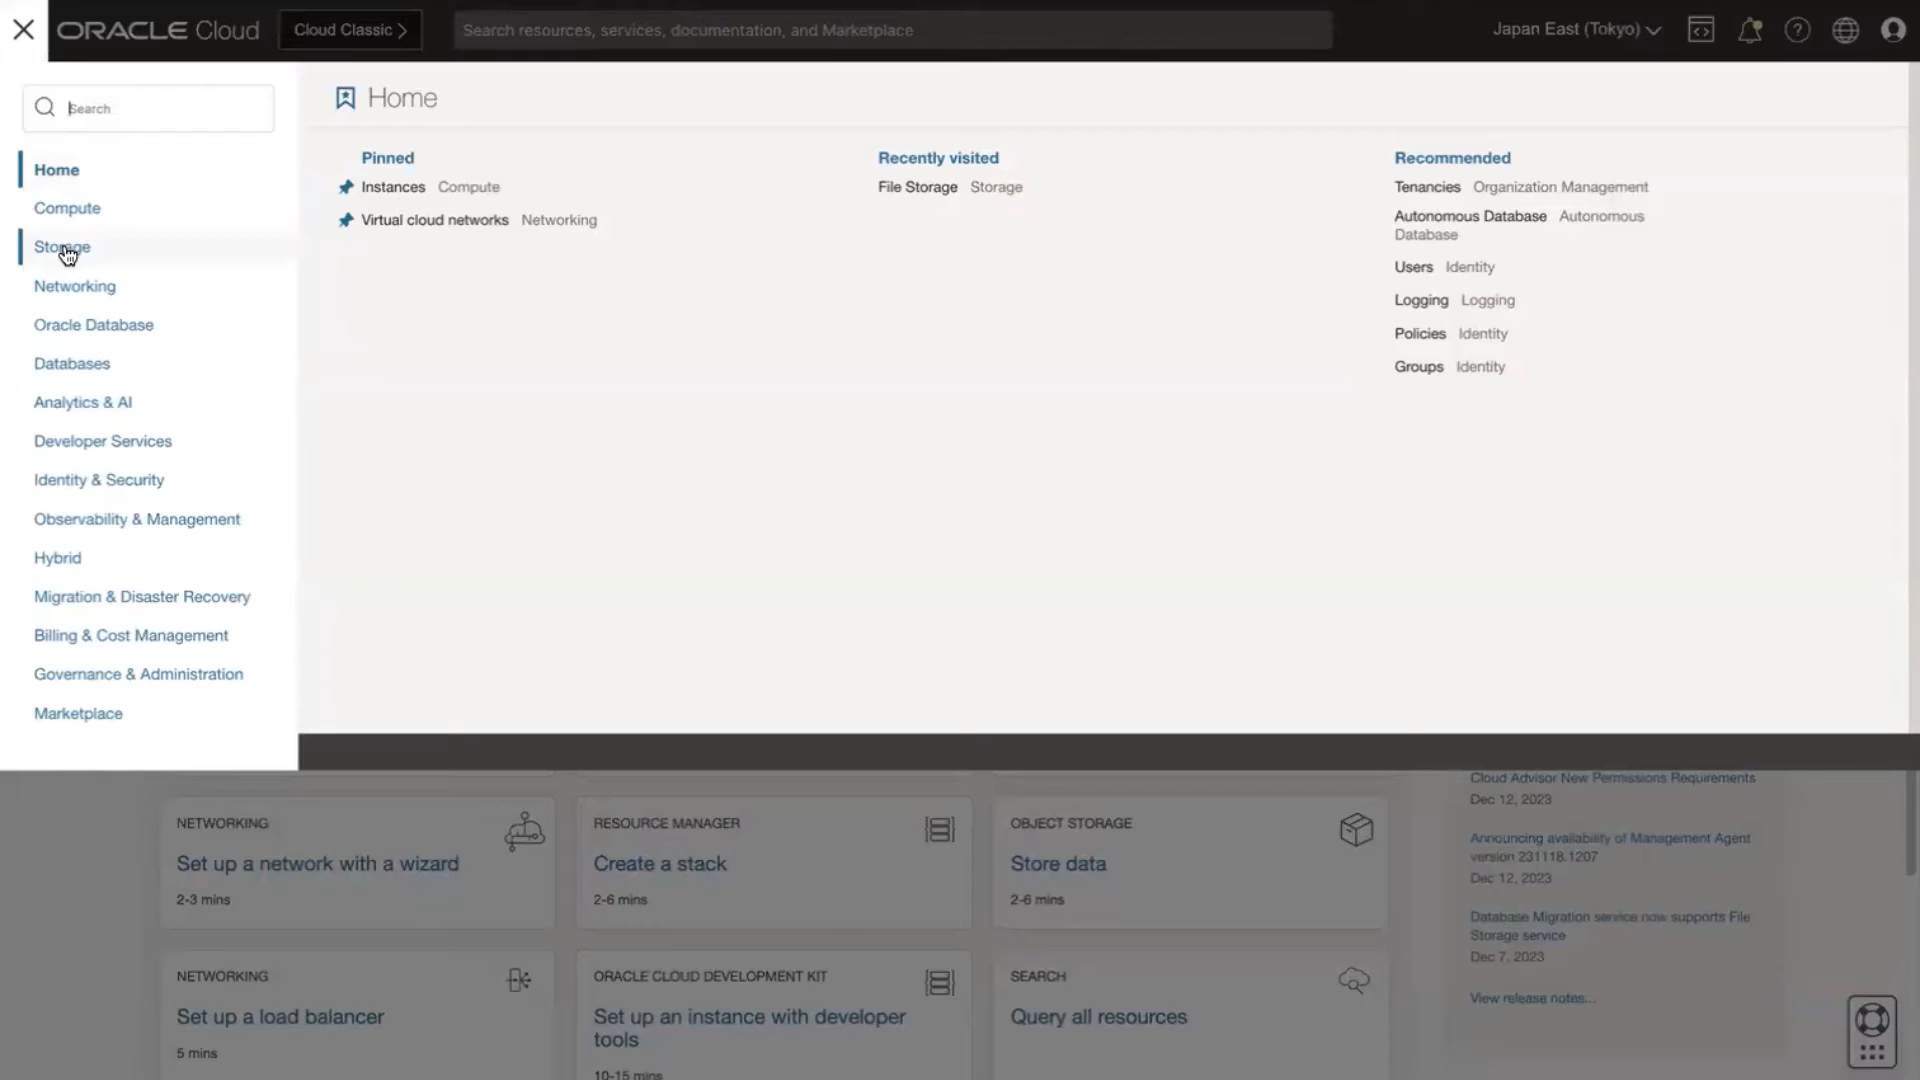 ORACLE Cloud
Cloud Classic
Search resources, services, documentation, and Marketplace
Japan East (Tokyo)
Search
Home
Compute
Storage
Networking
Oracle Database
Databases
Analytics & AI
Developer Services
Identity & Security
Observability & Management
Hybrid
Migration & Disaster Recovery
Billing & Cost Management
Governance & Administration
Marketplace
Home
Pinned
Instances Compute
Virtual cloud networks Networking
Recently visited
File Storage Storage
Recommended
Tenancies Organization Management
Autonomous Database Autonomous
Database
Users Identity
Logging Logging
Policies Identity
Groups Identity
NETWORKING
Set up a network with a wizard
2-3 mins
RESOURCE MANAGER
Create a stack
2-6 mins
OBJECT STORAGE
Store data
2-6 mins
NETWORKING
Set up a load balancer
5 mins
ORACLE CLOUD DEVELOPMENT KIT
Set up an instance with developer
tools
10-15 mins
SEARCH
Query all resources
Cloud Advisor New Permissions Requirements
Dec 12, 2023
Announcing availability of Management Agent
version 231118.1207
Dec 12, 2023
Database Migration service now supports File
Storage service
Dec 7, 2023
View release notes...